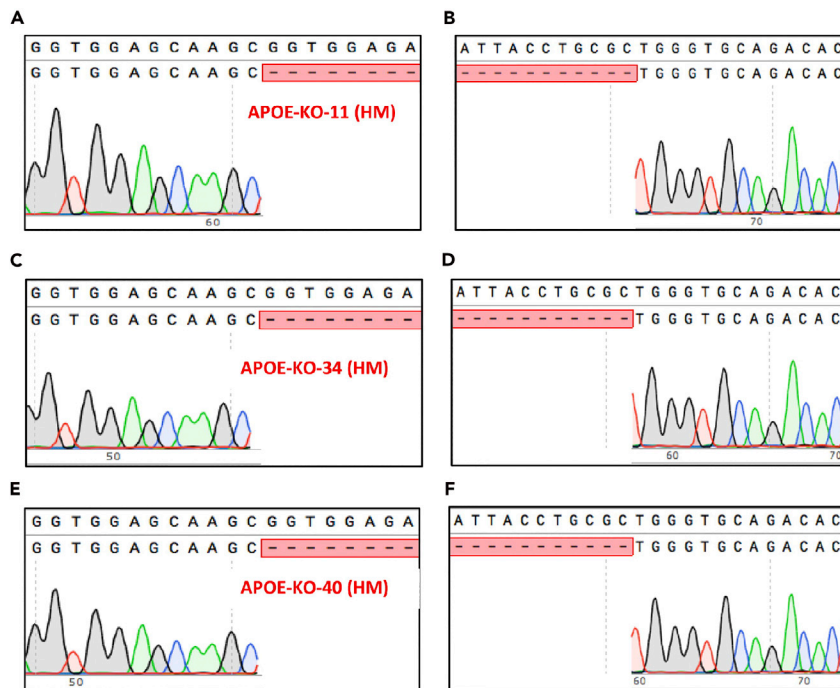 A
G G T G G A G C A A G C G G T G G A G A
G G T G G A G C A A G C - - - - - - - -
APOE-KO-11 (HM)
60
B
A T T A C C T G C G C T G G G T G C A G A C A C
- - - - - - - - - - - T G G G T G C A G A C A C
70
C
G G T G G A G C A A G C G G T G G A G A
G G T G G A G C A A G C - - - - - - - -
APOE-KO-34 (HM)
50
D
A T T A C C T G C G C T G G G T G C A G A C A C
- - - - - - - - - - - T G G G T G C A G A C A C
60 70
E
G G T G G A G C A A G C G G T G G A G A
G G T G G A G C A A G C - - - - - - - -
APOE-KO-40 (HM)
50
F
A T T A C C T G C G C T G G G T G C A G A C A C
- - - - - - - - - - - T G G G T G C A G A C A C
60 70